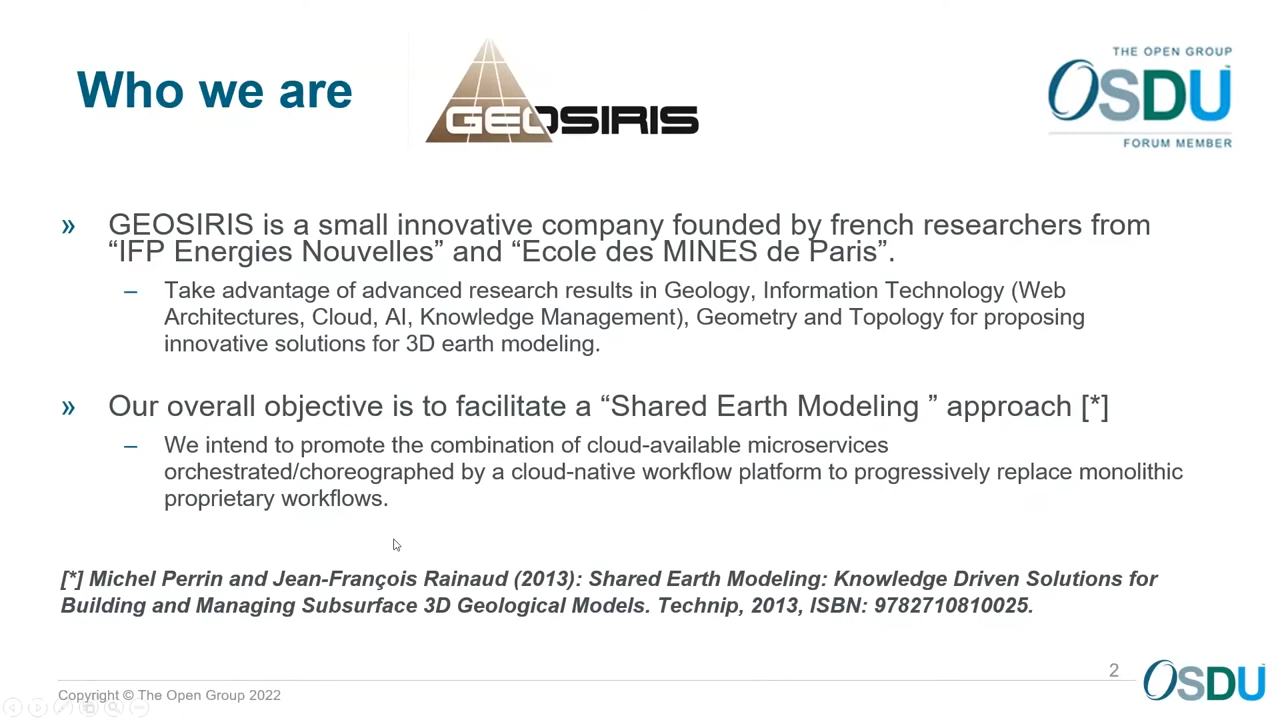 Who we are
GEOSIRIS
THE OPEN GROUP
OSDU™
FORUM MEMBER
» GEOSIRIS is a small innovative company founded by french researchers from
“IFP Energies Nouvelles” and “Ecole des MINES de Paris”.
– Take advantage of advanced research results in Geology, Information Technology (Web
Architectures, Cloud, AI, Knowledge Management), Geometry and Topology for proposing
innovative solutions for 3D earth modeling.
» Our overall objective is to facilitate a “Shared Earth Modeling ” approach [*]
– We intend to promote the combination of cloud-available microservices
orchestrated/choreographed by a cloud-native workflow platform to progressively replace monolithic
proprietary workflows.
[*] Michel Perrin and Jean-François Rainaud (2013): Shared Earth Modeling: Knowledge Driven Solutions for
Building and Managing Subsurface 3D Geological Models. Technip, 2013, ISBN: 9782710810025.
Copyright © The Open Group 2022
2
OSDU